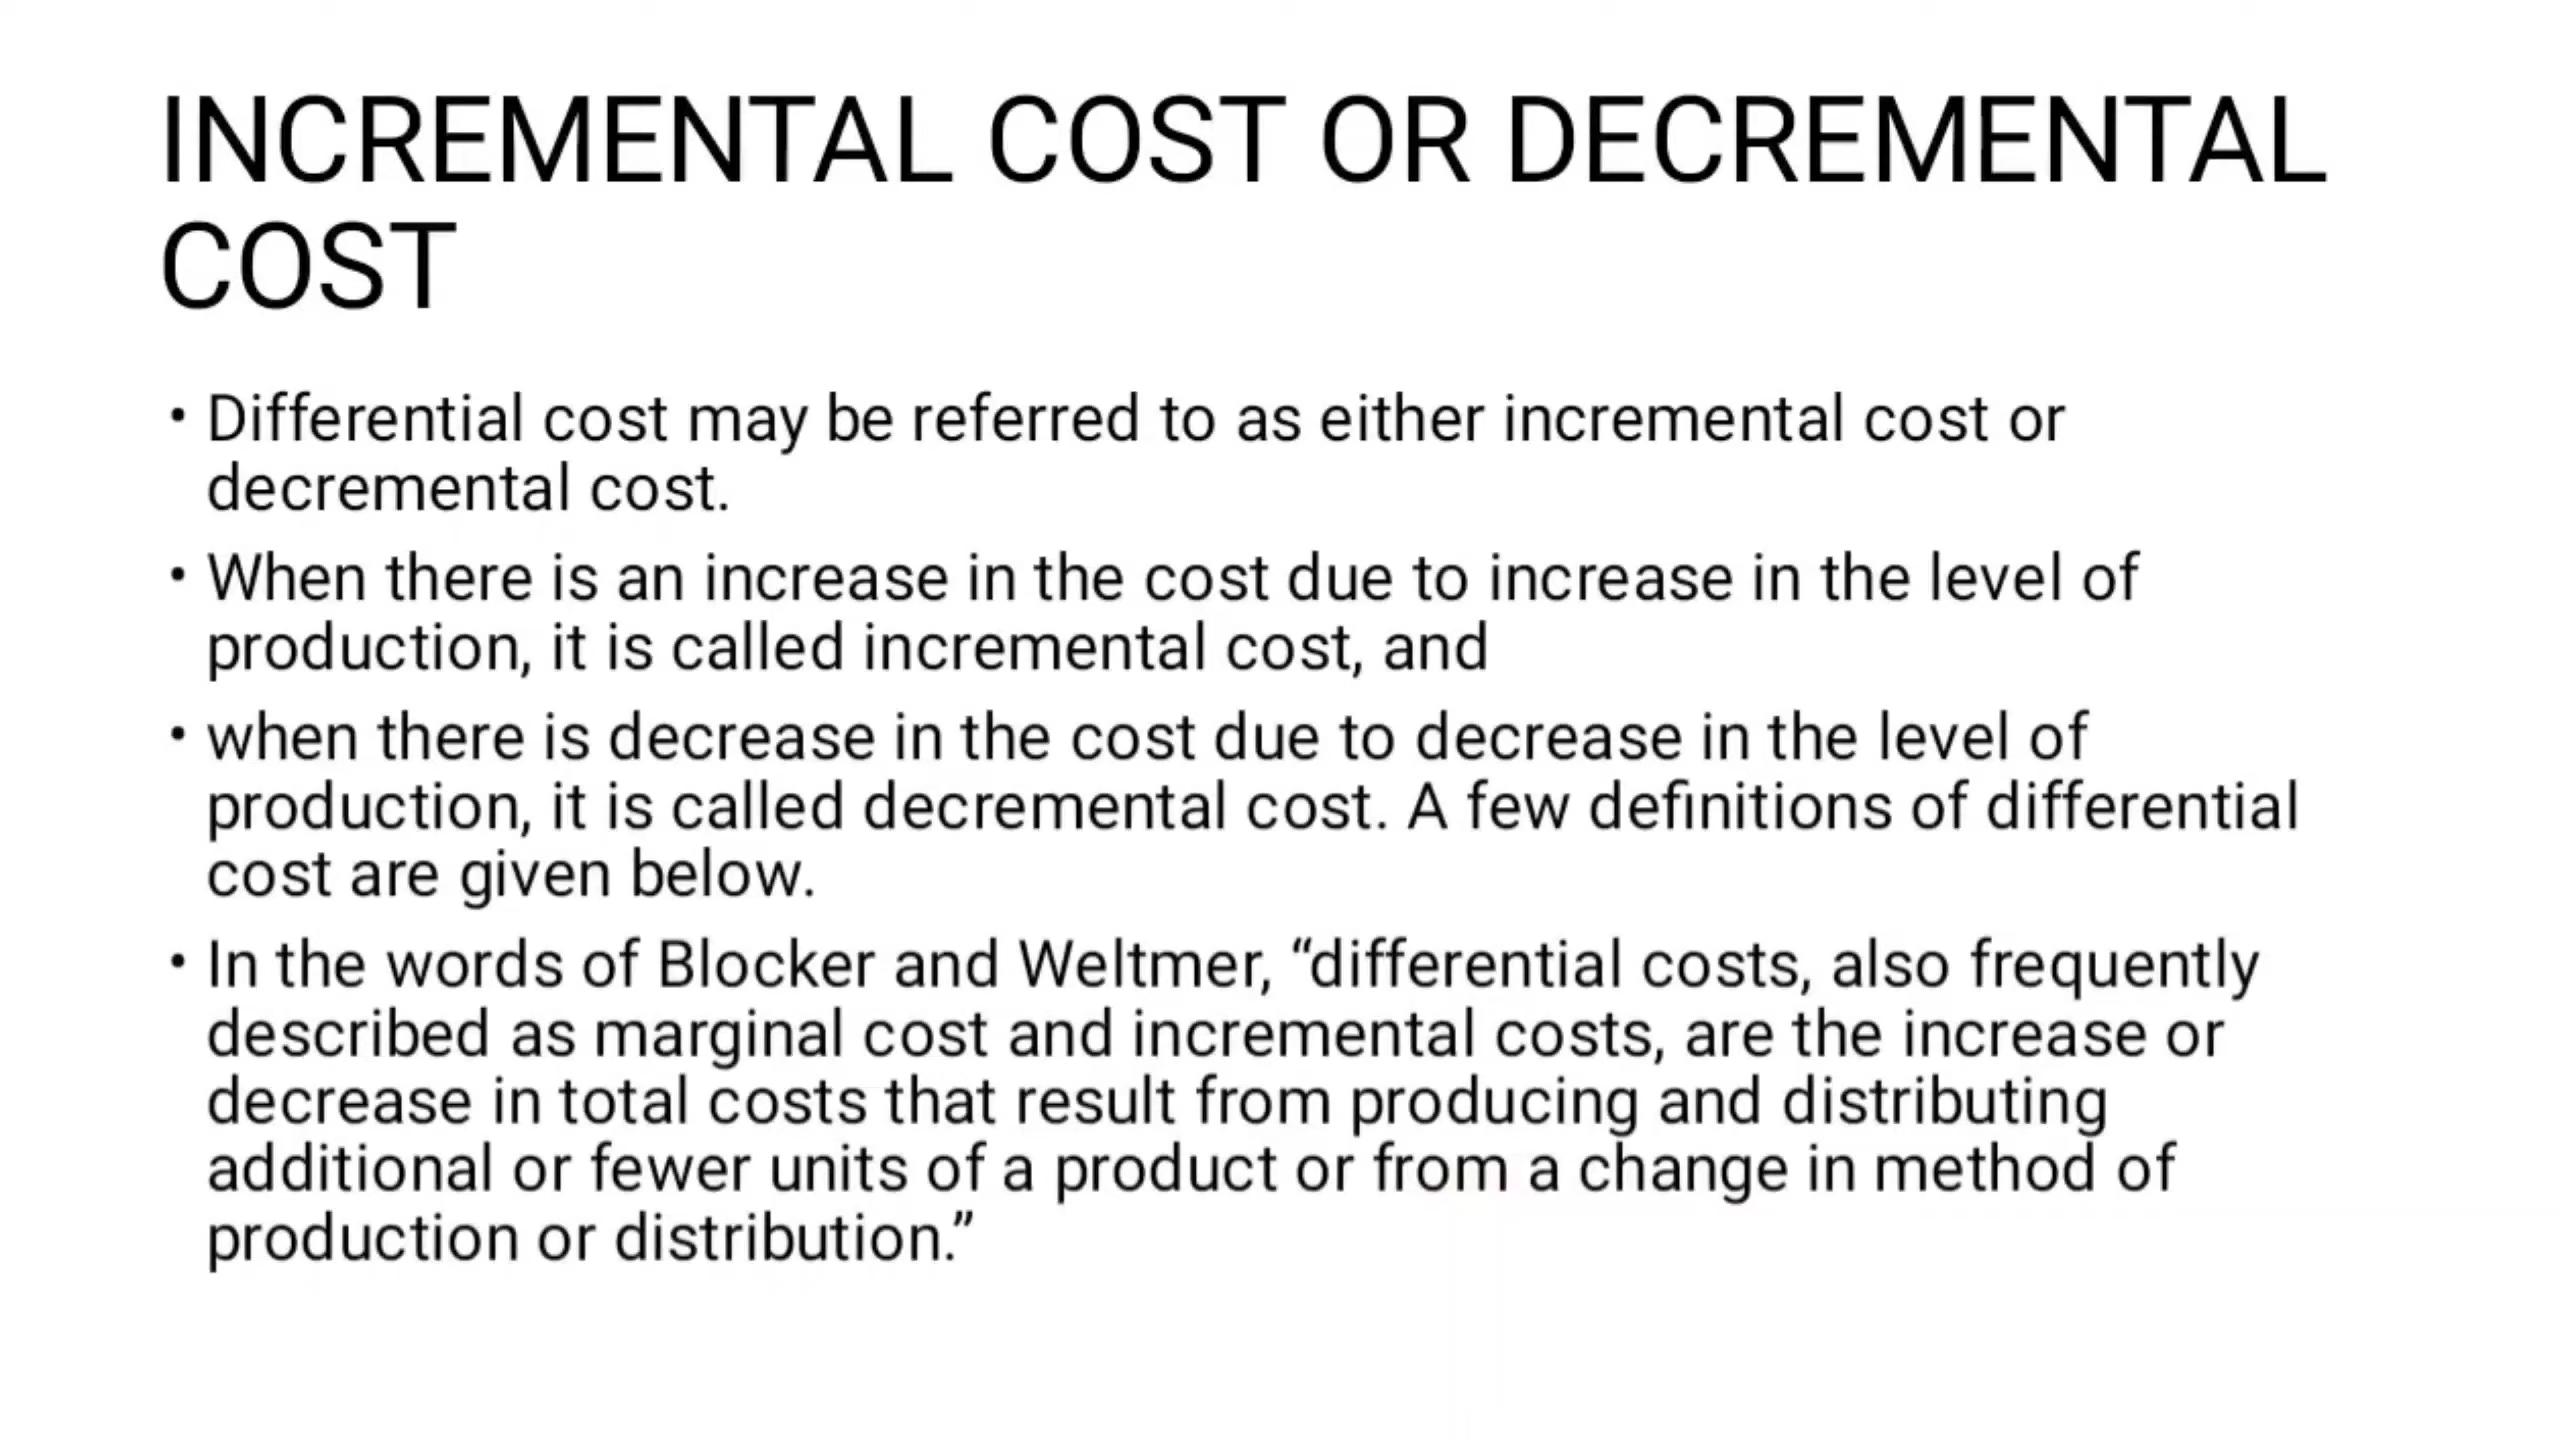 INCREMENTAL COST OR DECREMENTAL
COST
• Differential cost may be referred to as either incremental cost or
decremental cost.
• When there is an increase in the cost due to increase in the level of
production, it is called incremental cost, and
• when there is decrease in the cost due to decrease in the level of
production, it is called decremental cost. A few definitions of differential
cost are given below.
• In the words of Blocker and Weltmer, “differential costs, also frequently
described as marginal cost and incremental costs, are the increase or
decrease in total costs that result from producing and distributing
additional or fewer units of a product or from a change in method of
production or distribution.”